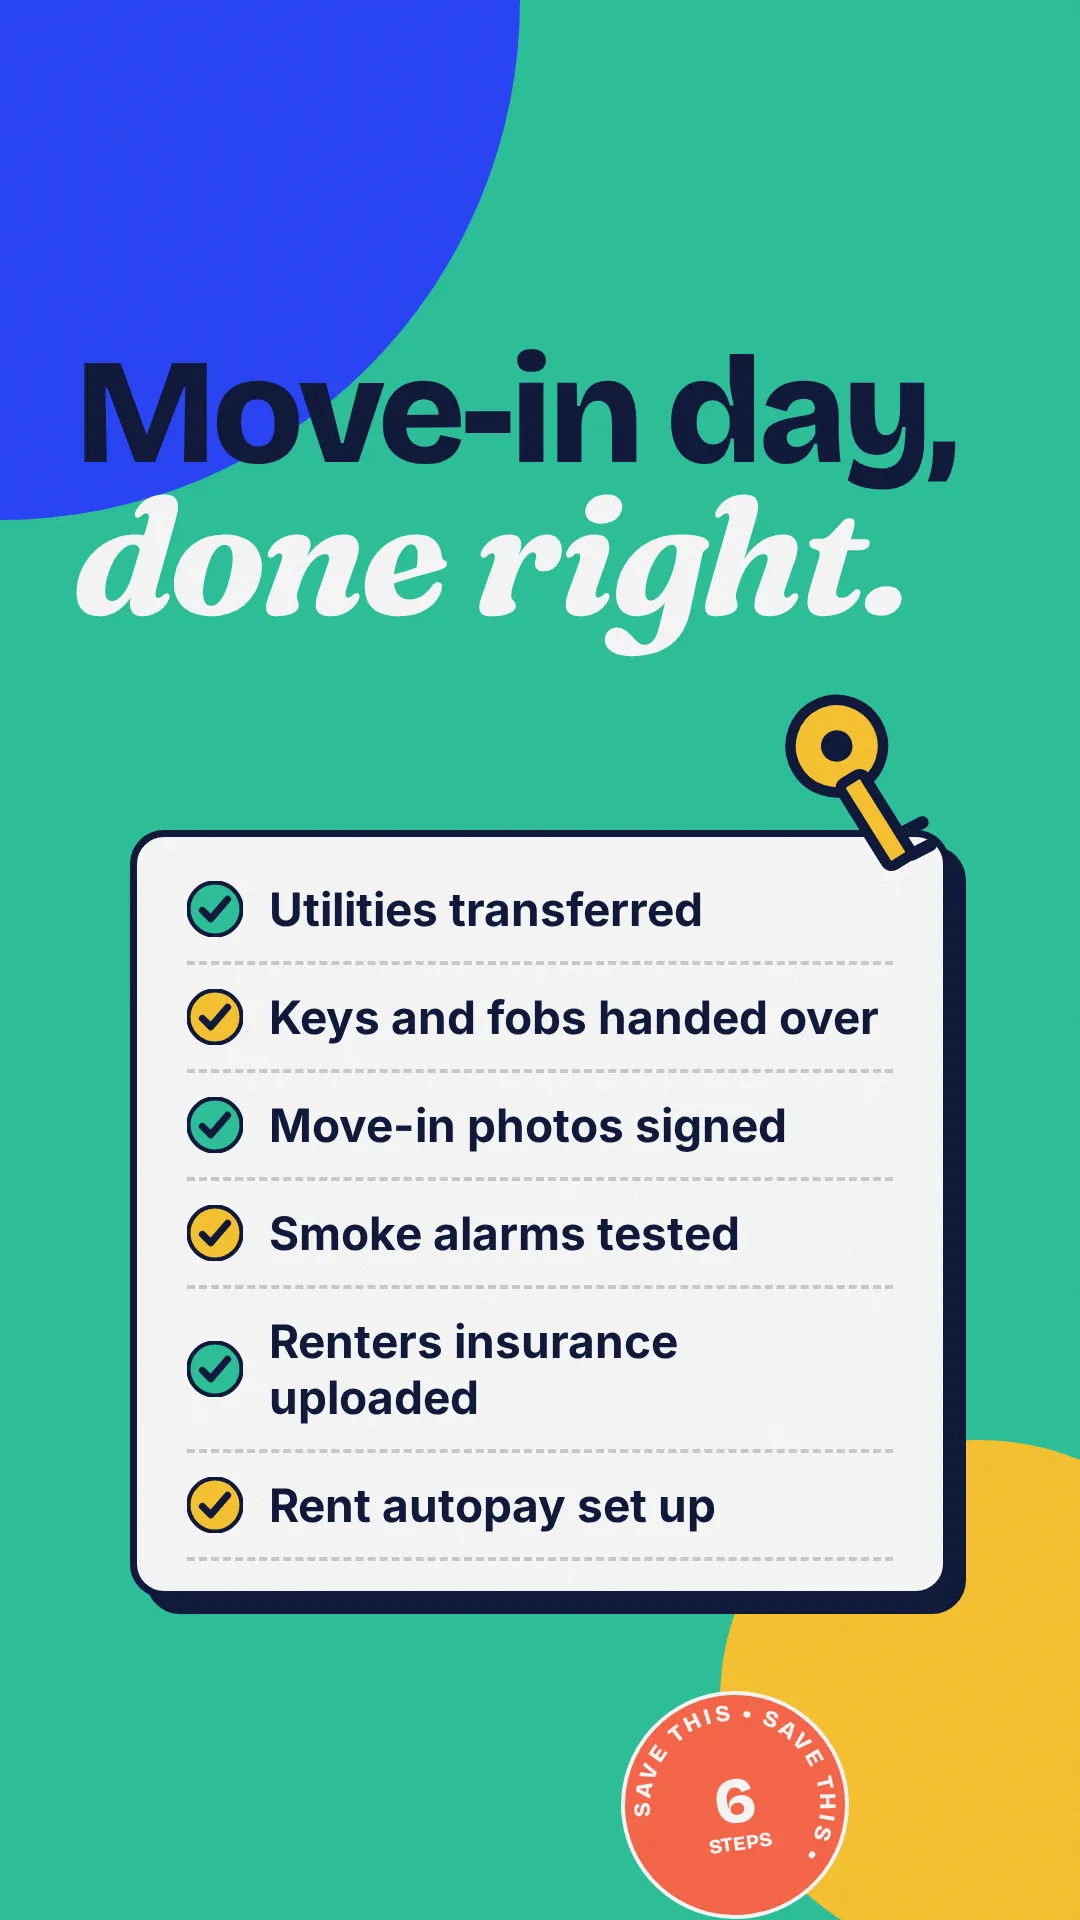 Move-in day,
done right.
Utilities transferred
Keys and fobs handed over
Move-in photos signed
Smoke alarms tested
Renters insurance
uploaded
Rent autopay set up
SAVE THIS • SAVE THIS •
6
STEPS